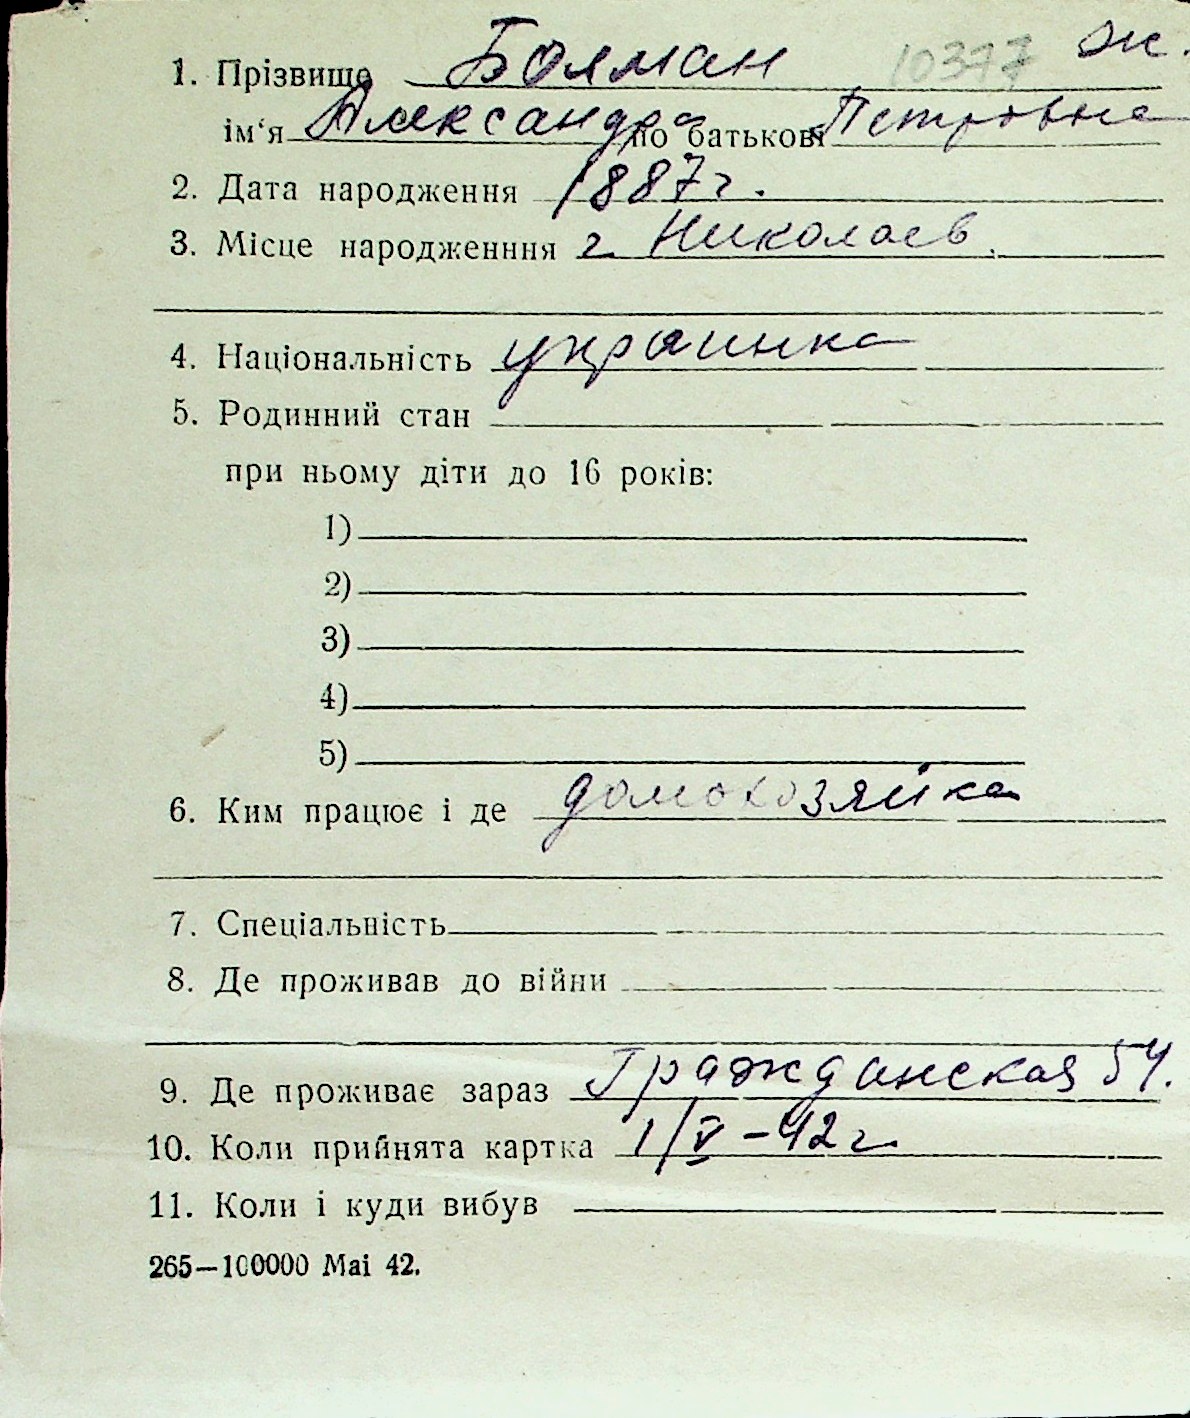 1. Прізвище Боляман 10377 ж.
ім‘я Александра по батькові Петровна
2. Дата народження 1887 г.
3. Місце народженння г. Николаев.
4. Національність украинка
5. Родинний стан
при ньому діти до 16 років:
1)
2)
3)
4)
5)
6. Ким працює і де домохозяйка
7. Спеціальність
8. Де проживав до війни
9. Де проживає зараз Гражданская 54.
10. Коли прийнята картка 1/V-42 г.
11. Коли і куди вибув
265—100000 Mai 42.